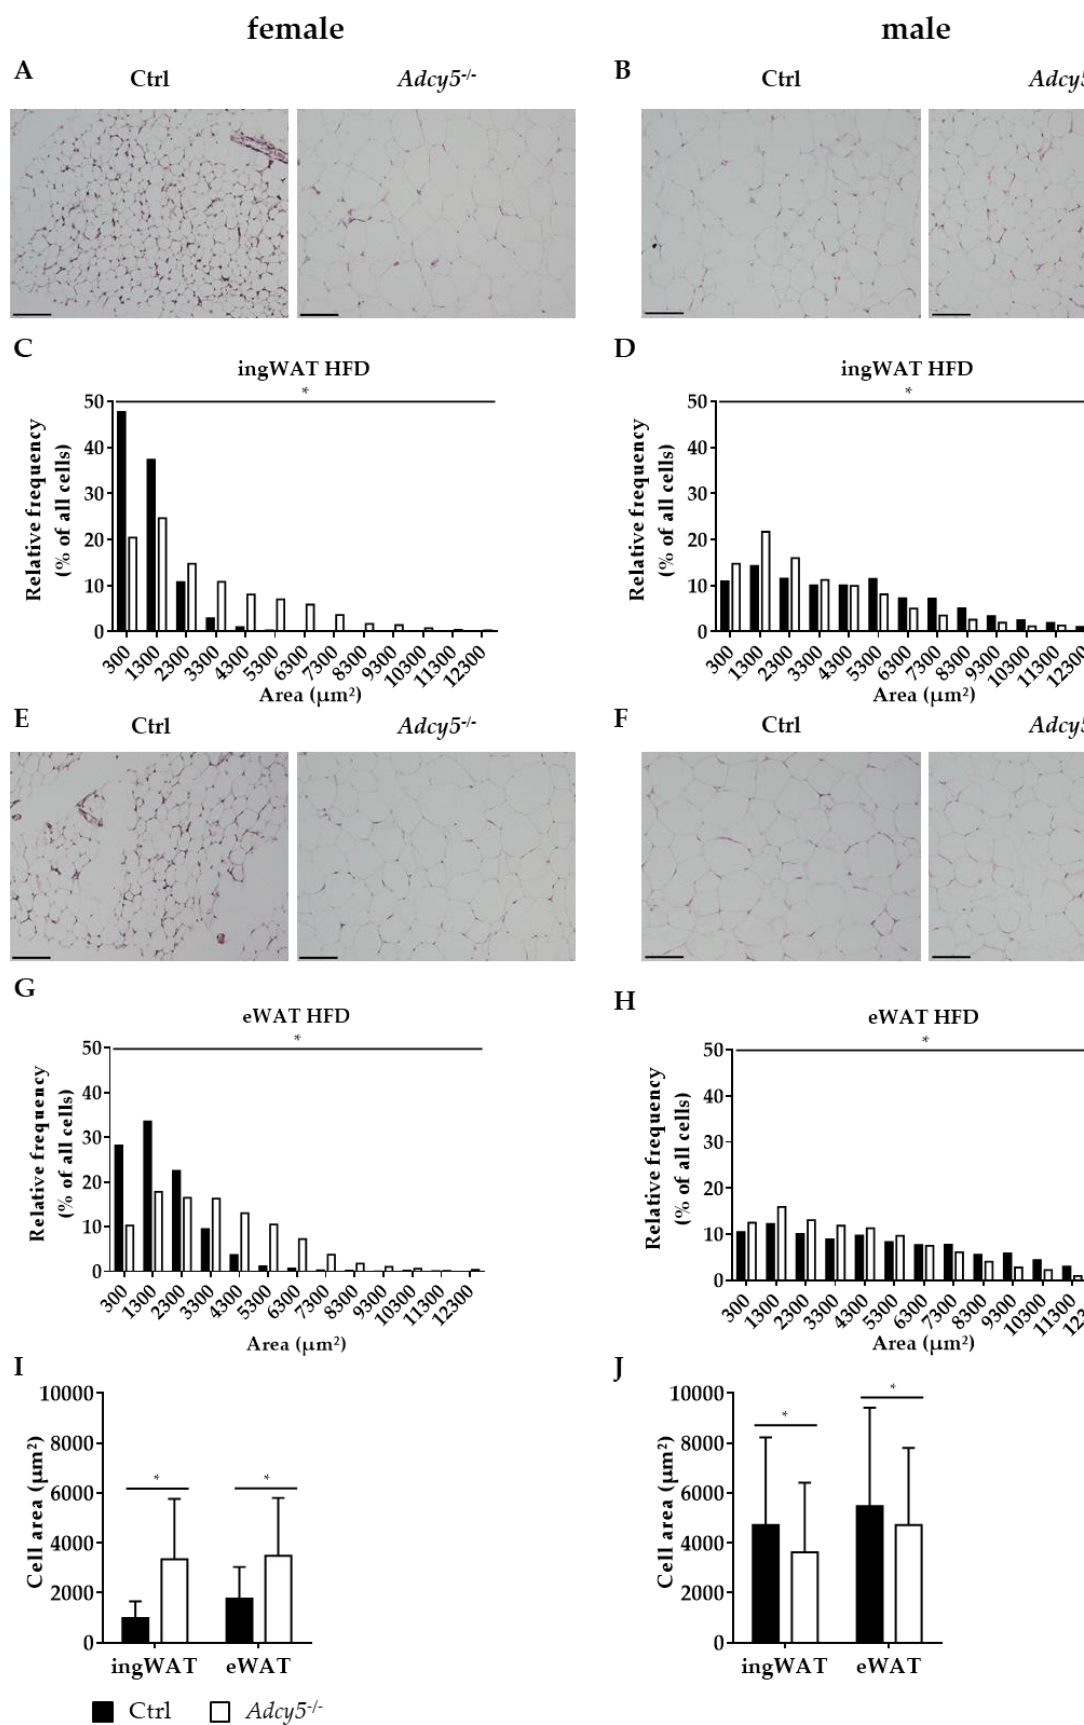 female
male
A
Ctrl
Adcy5-/-
B
Ctrl
Adcy5
C
ingWAT HFD
*
Relative frequency
(% of all cells)
50
40
30
20
10
0
300
1300
2300
3300
4300
5300
6300
7300
8300
9300
10300
11300
12300
Area (µm²)
D
ingWAT HFD
*
Relative frequency
(% of all cells)
50
40
30
20
10
0
300
1300
2300
3300
4300
5300
6300
7300
8300
9300
10300
11300
12300
Area (µm²)
E
Ctrl
Adcy5-/-
F
Ctrl
Adcy5
G
eWAT HFD
*
Relative frequency
(% of all cells)
50
40
30
20
10
0
300
1300
2300
3300
4300
5300
6300
7300
8300
9300
10300
11300
12300
Area (µm²)
H
eWAT HFD
*
Relative frequency
(% of all cells)
50
40
30
20
10
0
300
1300
2300
3300
4300
5300
6300
7300
8300
9300
10300
11300
Area (µm²)
I
Cell area (µm²)
10000
8000
6000
4000
2000
0
*
*
ingWAT
eWAT
J
Cell area (µm²)
10000
8000
6000
4000
2000
0
*
*
ingWAT
eWAT
Ctrl
Adcy5-/-